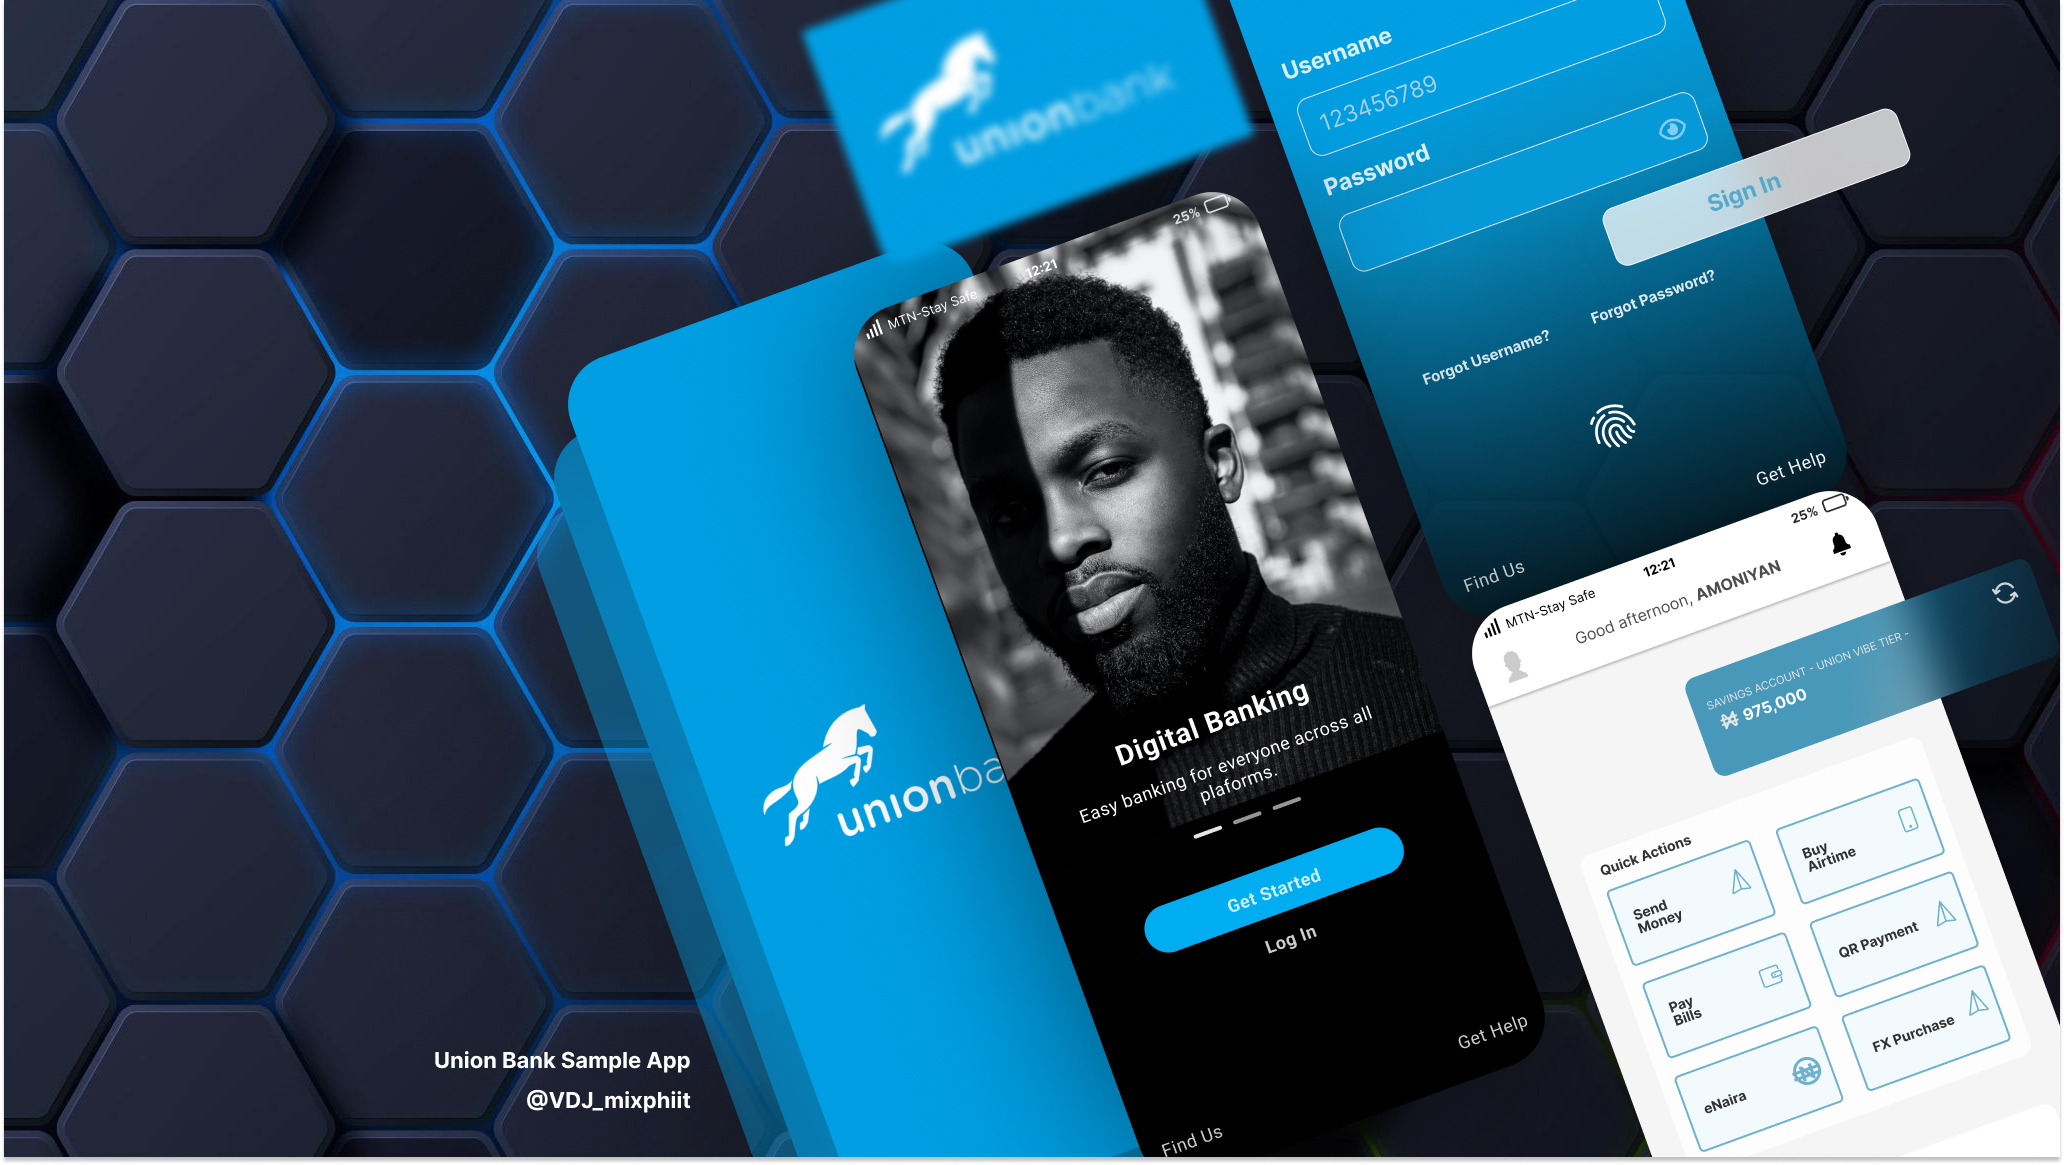 unionbank
Username
123456789
Password
Sign In
Forgot Username?
Forgot Password?
Find Us
Get Help
unionba
MTN-Stay Safe
12:21
25%
Digital Banking
Easy banking for everyone across all
plaforms.
Get Started
Log In
Find Us
Get Help
MTN-Stay Safe
12:21
25%
Good afternoon, AMONIYAN
SAVINGS ACCOUNT - UNION VIBE TIER -
₦ 975,000
Quick Actions
Send
Money
Buy
Airtime
Pay
Bills
QR Payment
eNaira
FX Purchase
Union Bank Sample App
@VDJ_mixphiit